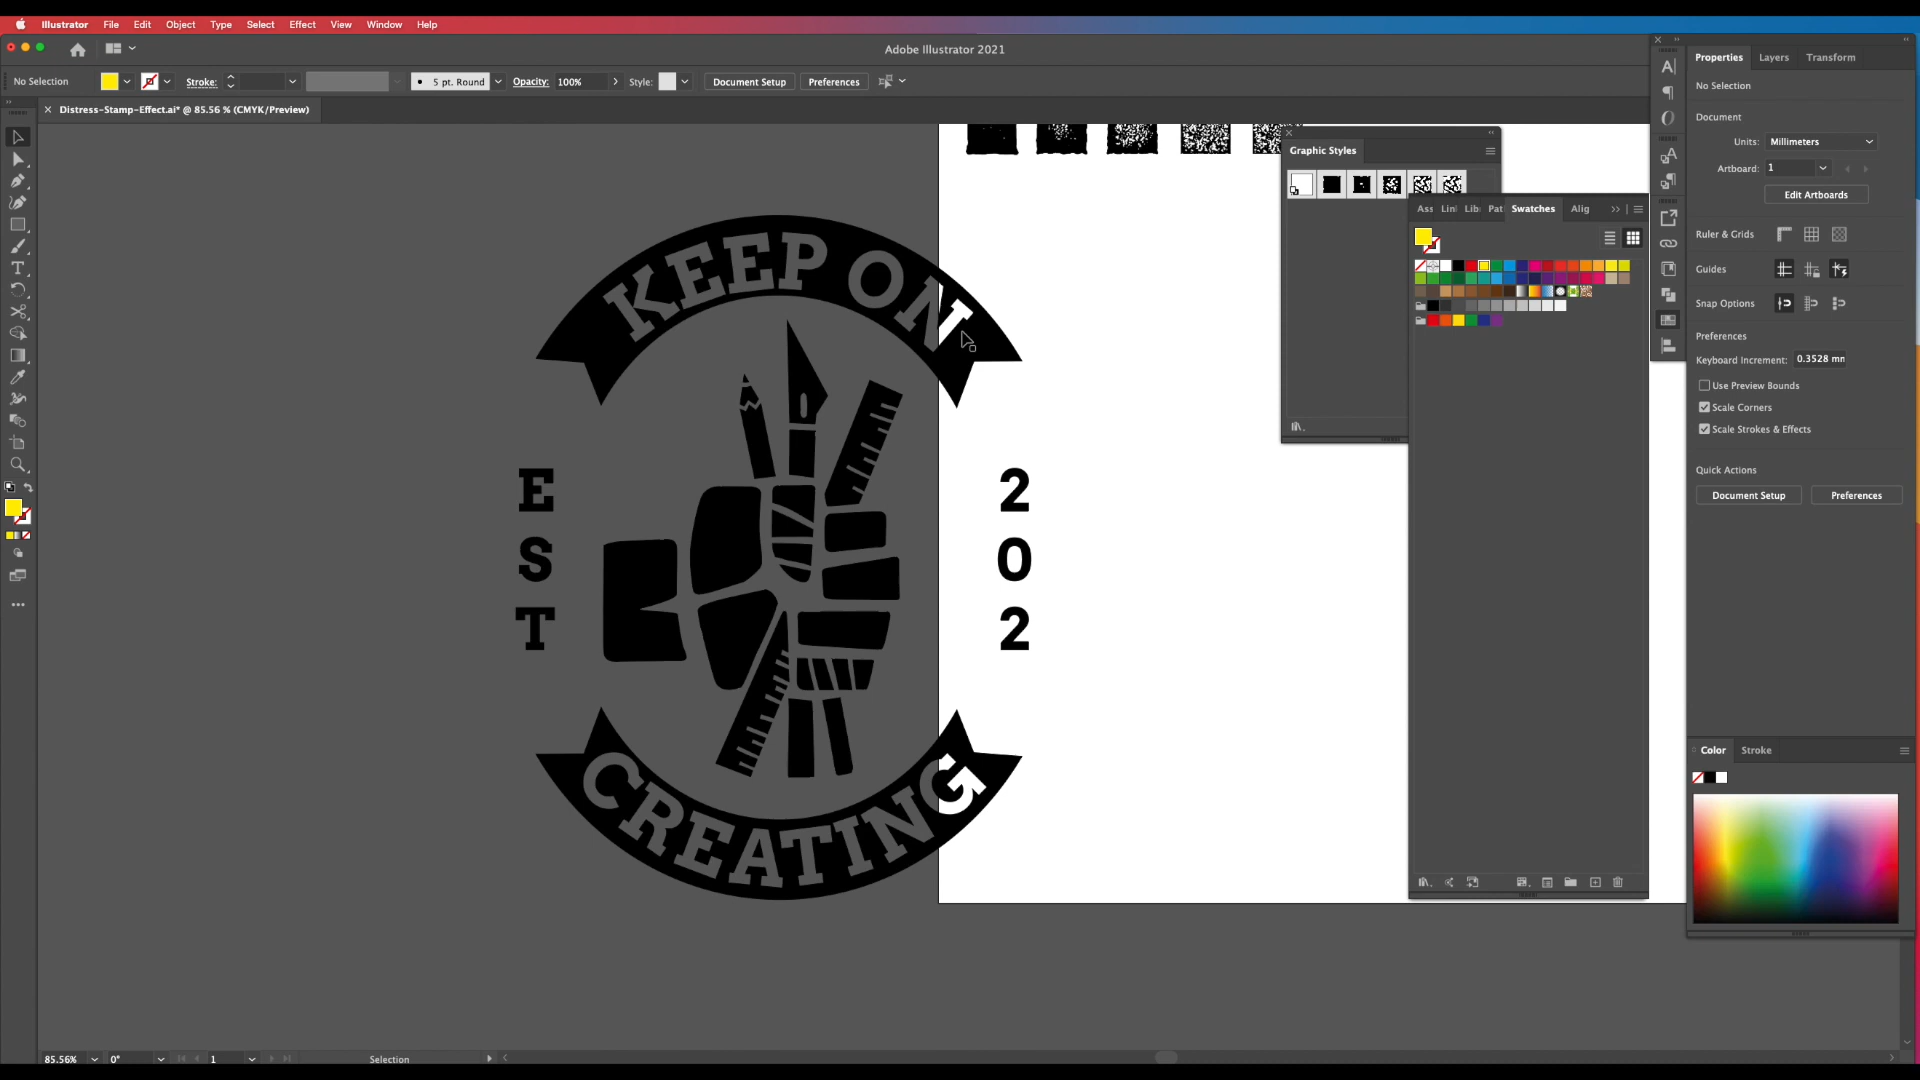 Illustrator File Edit Object Type Select Effect View Window Help
Adobe Illustrator 2021
No Selection
Stroke:
5 pt. Round
Opacity: 100%
Style:
Document Setup
Preferences
Distress-Stamp-Effect.ai* @ 85.56 % (CMYK/Preview)
KEEP ON
E
S
T
2
0
2
CREATING
Graphic Styles
Ass Lin Lib Pat Swatches Alig
Properties Layers Transform
No Selection
Document
Units: Millimeters
Artboard: 1
Edit Artboards
Ruler & Grids
Guides
Snap Options
Preferences
Keyboard Increment: 0.3528 mm
Use Preview Bounds
Scale Corners
Scale Strokes & Effects
Quick Actions
Document Setup
Preferences
Color Stroke
85.56% 0° 1 Selection